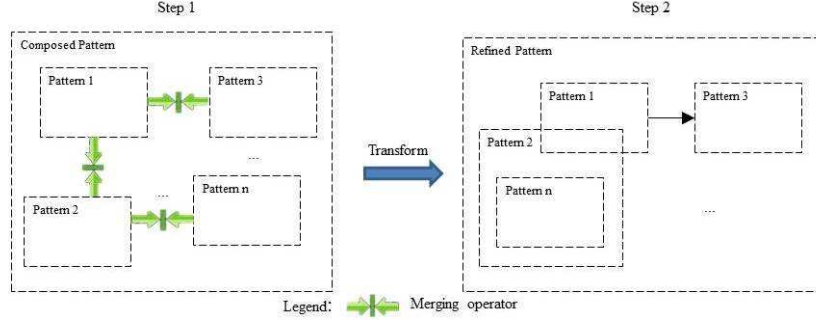 Step 1
Step 2
Composed Pattern
Refined Pattern
Pattern 1
Pattern 3
Pattern 1
Pattern 3
...
Transform
Pattern 2
Pattern n
...
Pattern n
Pattern 2
...
Legend:
Merging operator